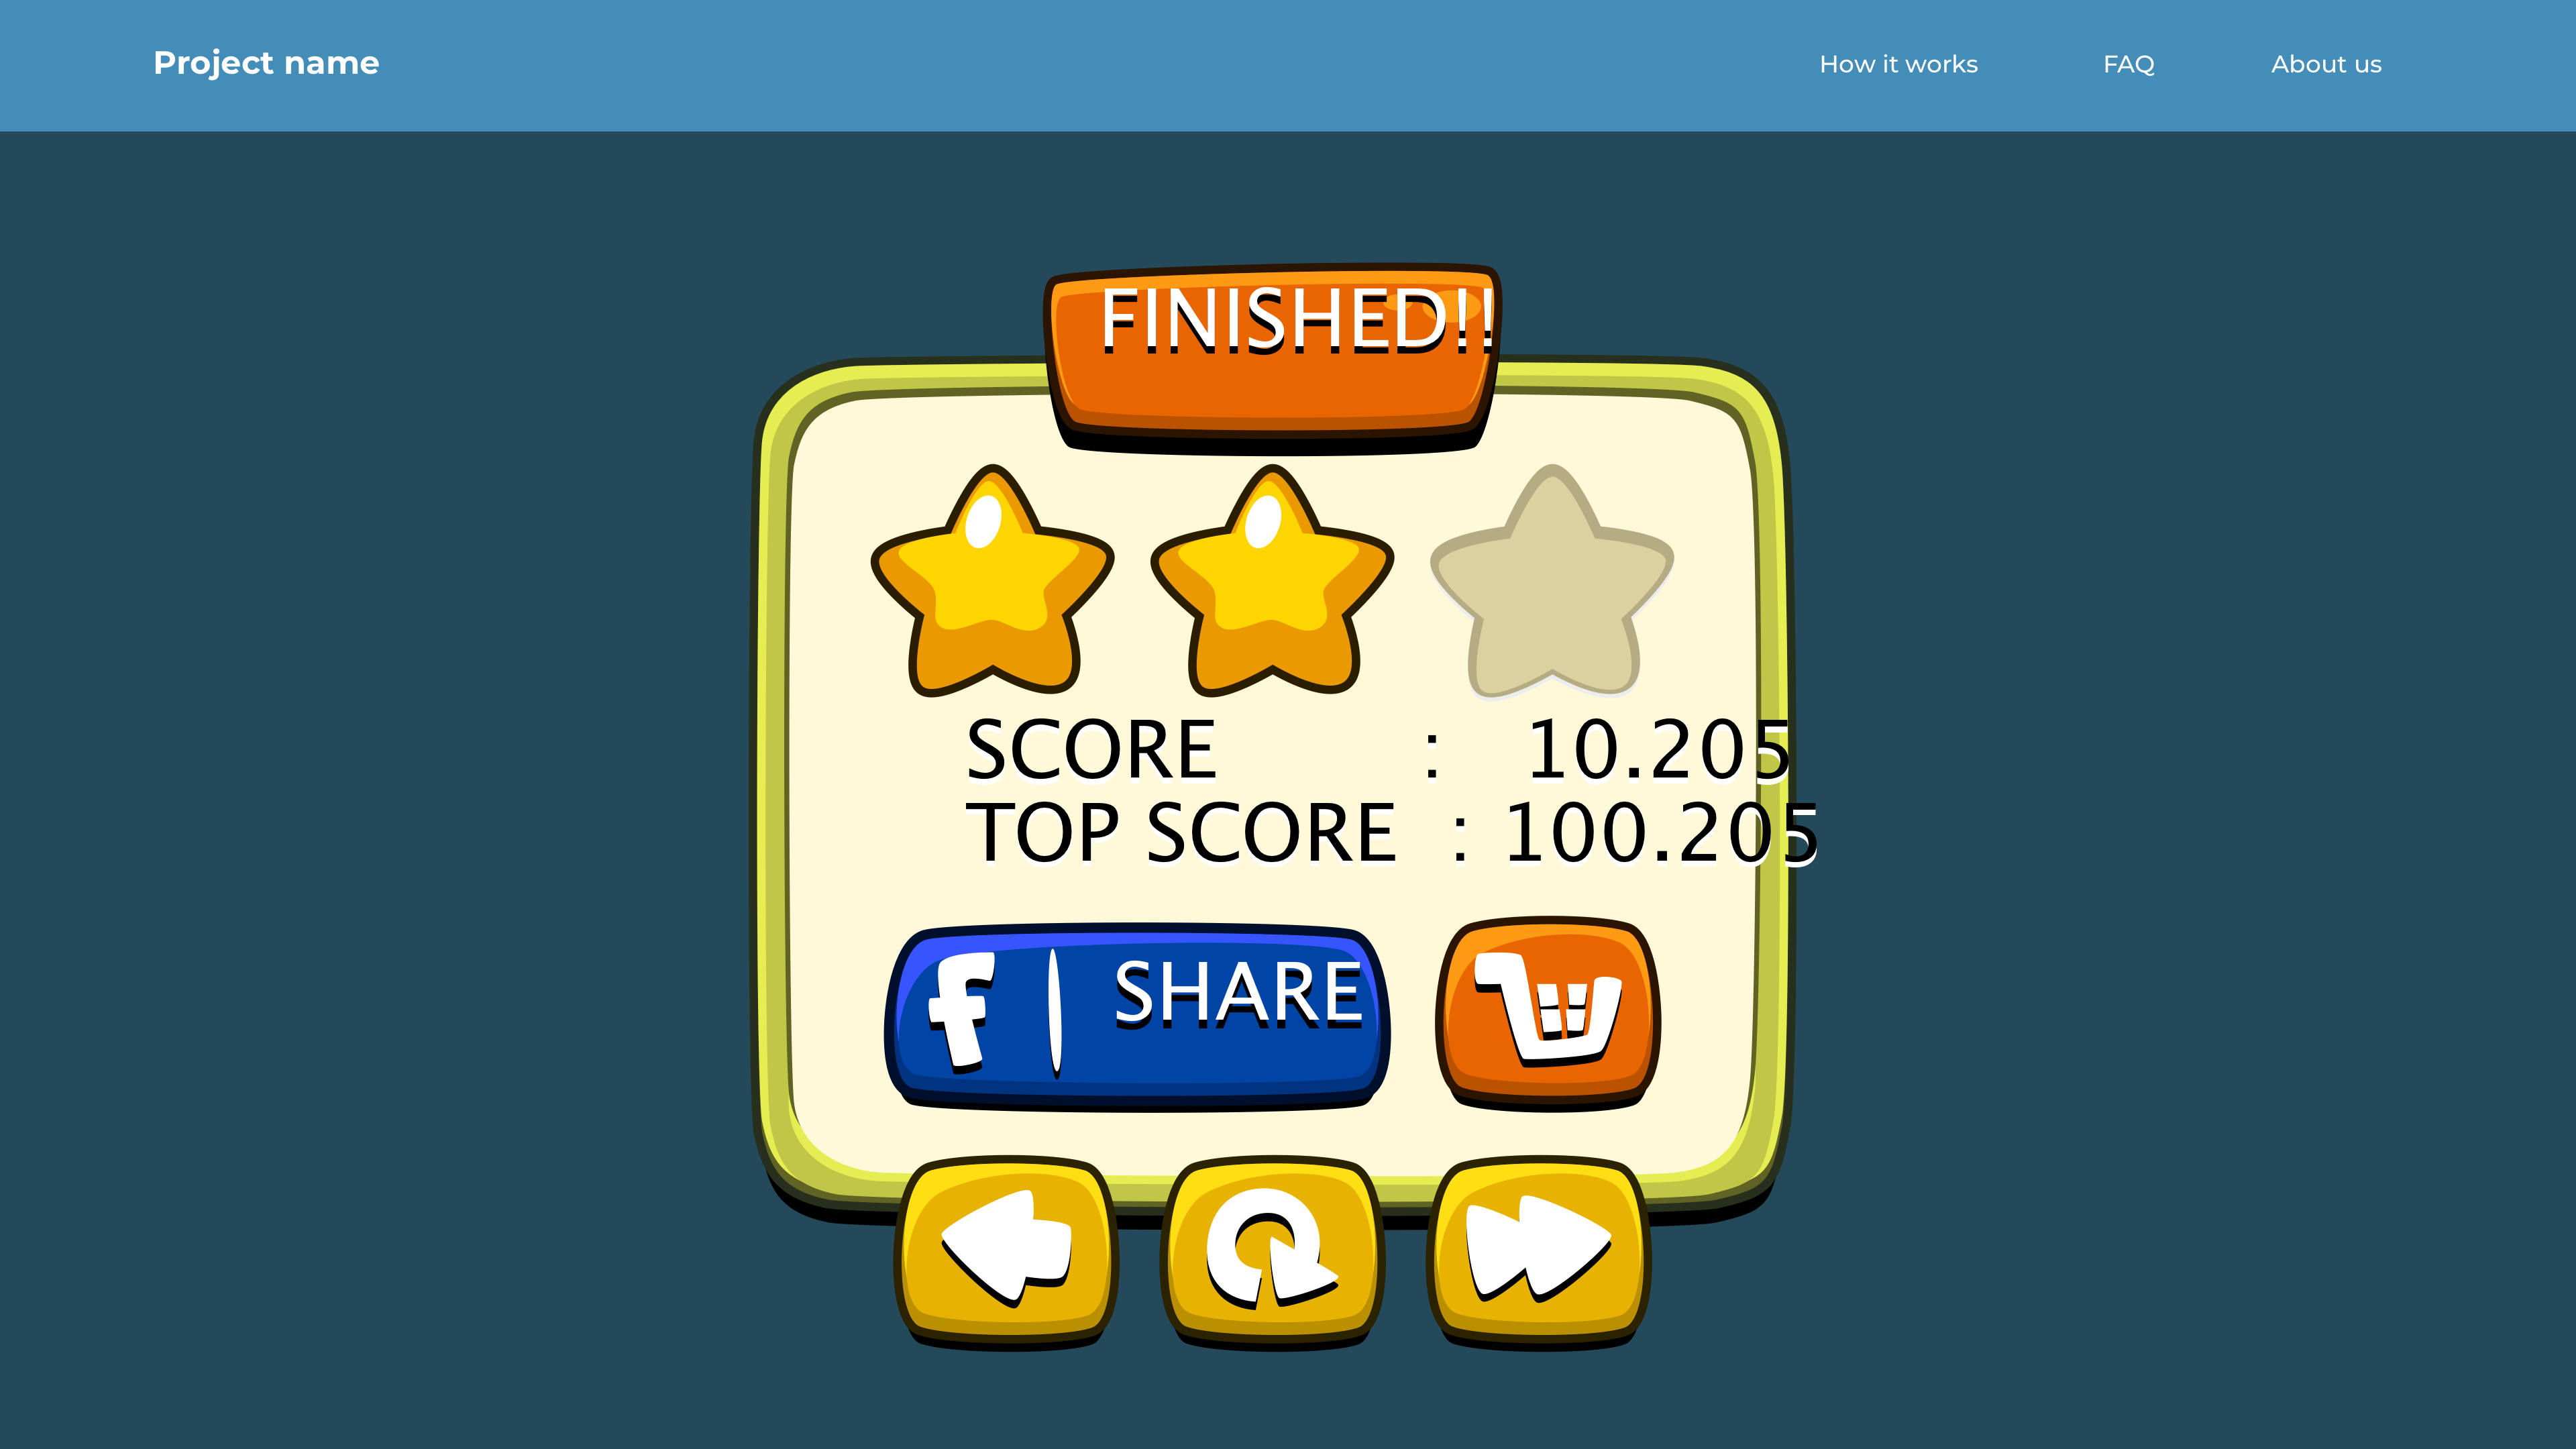 Project name
How it works
FAQ
About us
FINISHED!!
SCORE : 10.205
TOP SCORE : 100.205
f | SHARE